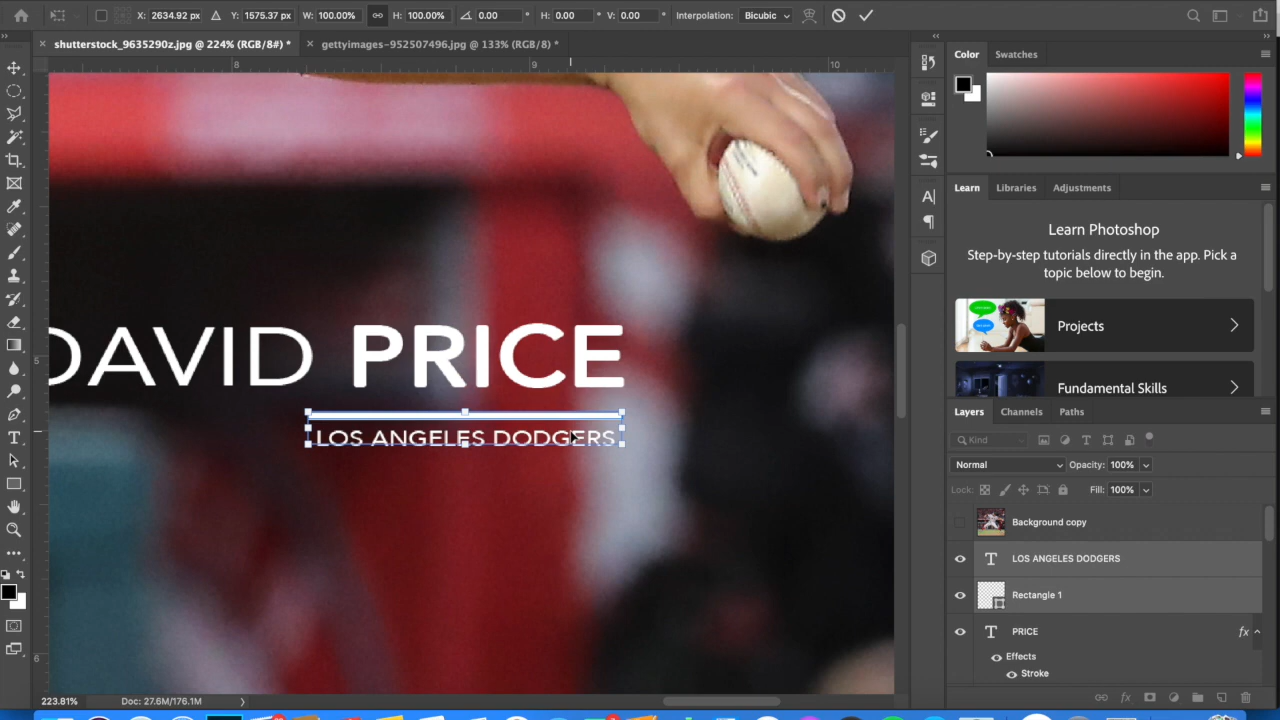 X: 2634.92 px Y: 1575.37 px W: 100.00% H: 100.00% 0.00 ° H: 0.00 ° V: 0.00 ° Interpolation: Bicubic
shutterstock_9635290z.jpg @ 224% (RGB/8#) * gettyimages-952507496.jpg @ 133% (RGB/8) *
8 9 10
5
6
DAVID PRICE
LOS ANGELES DODGERS
223.81% Doc: 27.6M/176.1M
Color Swatches
Learn Libraries Adjustments
Learn Photoshop
Step-by-step tutorials directly in the app. Pick a
topic below to begin.
Projects
Fundamental Skills
Layers Channels Paths
Kind
Normal Opacity: 100%
Lock: Fill: 100%
Background copy
T LOS ANGELES DODGERS
Rectangle 1
T PRICE fx
Effects
Stroke
fx